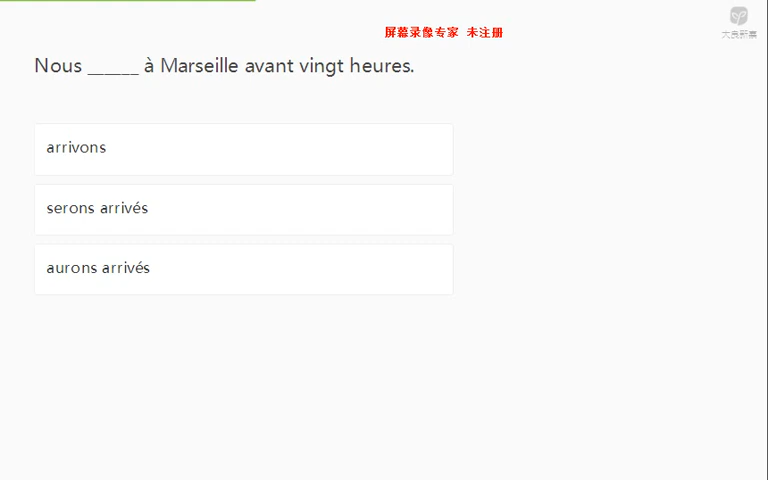 屏幕录像专家 未注册
Nous ______ à Marseille avant vingt heures.
arrivons
serons arrivés
aurons arrivés